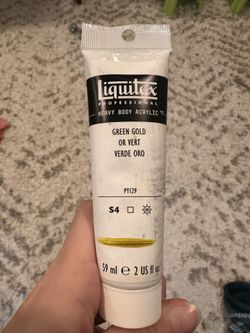 Liquitex
PROFESSIONAL
HEAVY BODY ACRYLIC
GREEN GOLD
OR VERT
VERDE ORO
PY129
S4
59 ml e 2 US fl oz